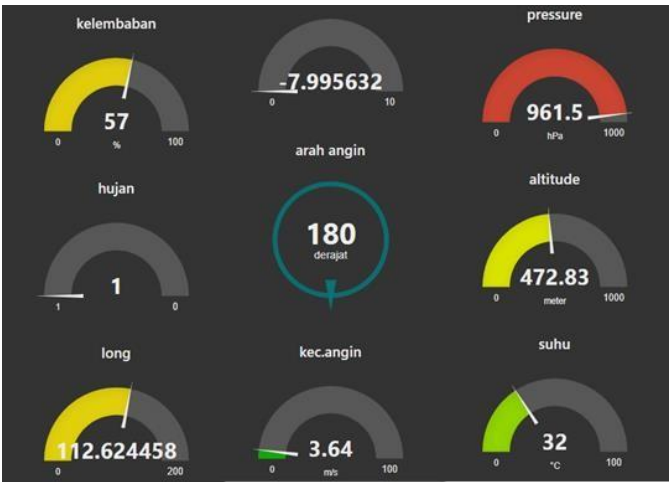 kelembaban
57
%
0
100
-7.995632
0
10
pressure
961.5
hPa
0
1000
hujan
1
1
0
arah angin
180
derajat
altitude
472.83
meter
0
1000
long
112.624458
0
200
kec.angin
3.64
m/s
0
100
suhu
32
°C
0
100